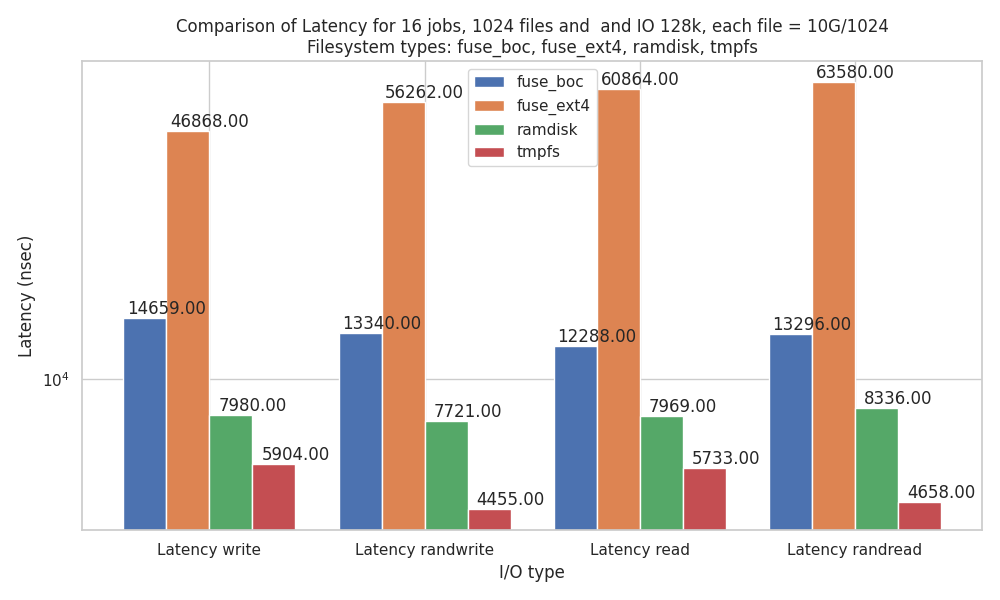 Comparison of Latency for 16 jobs, 1024 files and  and IO 128k, each file = 10G/1024
Filesystem types: fuse_boc, fuse_ext4, ramdisk, tmpfs
fuse_boc
fuse_ext4
ramdisk
tmpfs
46868.00
56262.00
60864.00
63580.00
14659.00
13340.00
12288.00
13296.00
7980.00
7721.00
7969.00
8336.00
5904.00
4455.00
5733.00
4658.00
Latency (nsec)
10⁴
Latency write
Latency randwrite
Latency read
Latency randread
I/O type